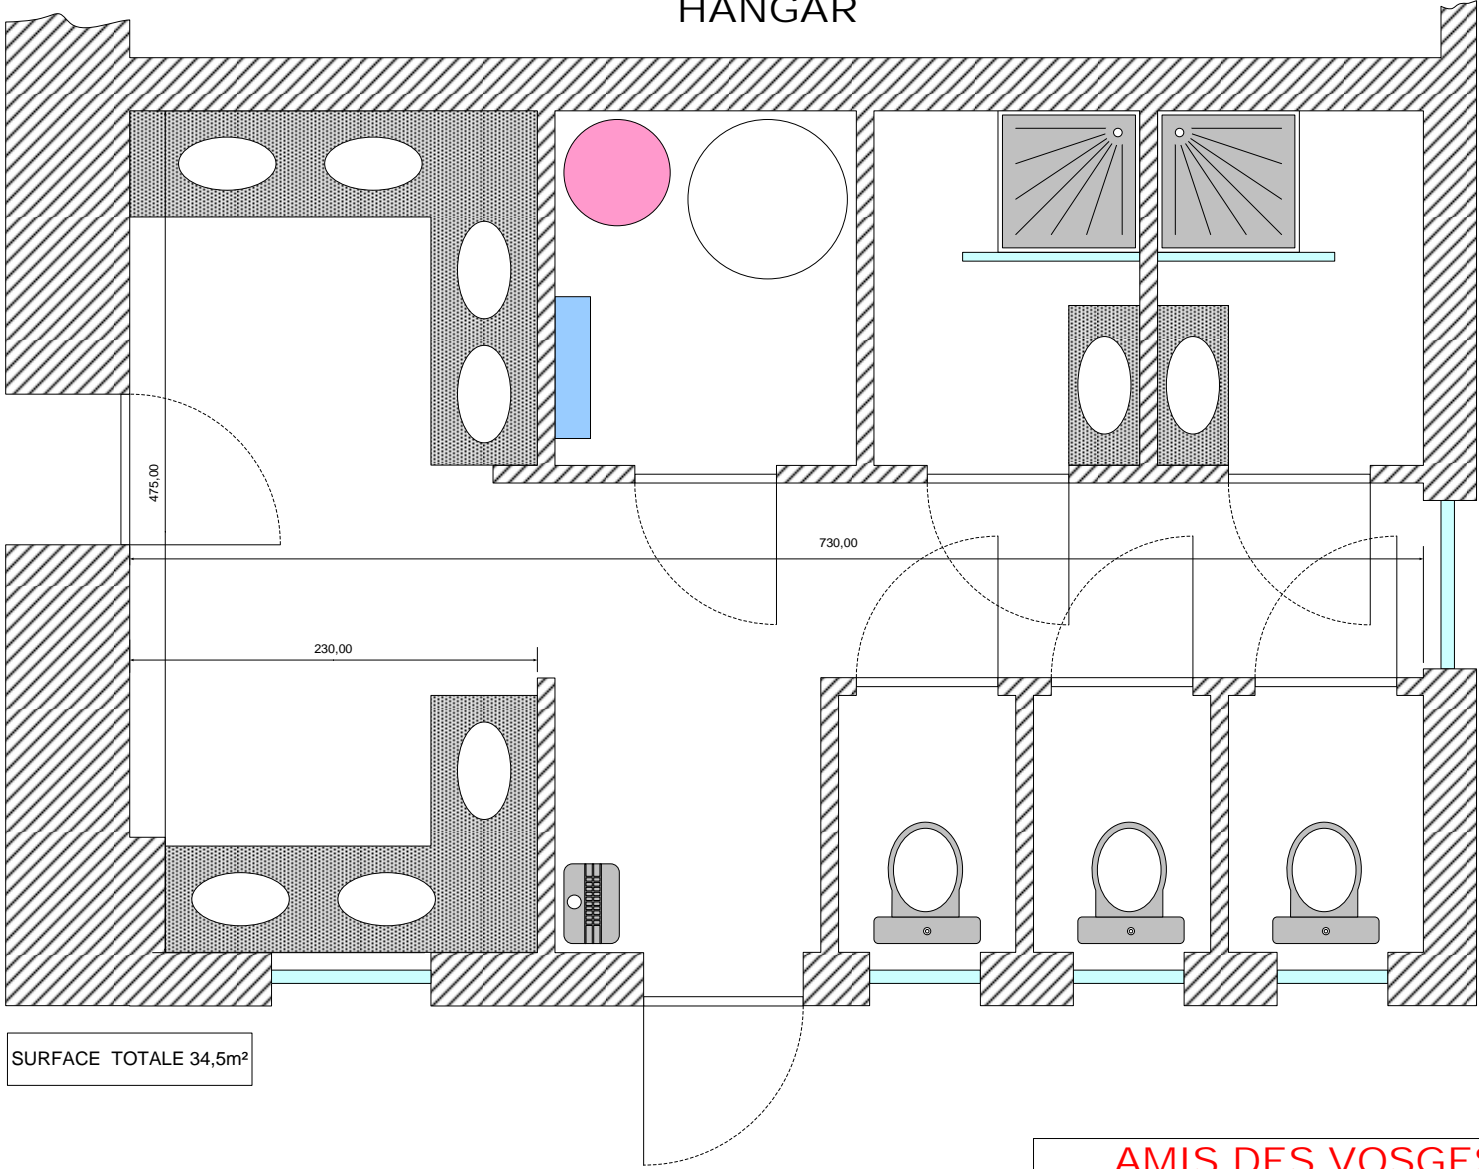 HANGAR
475,00
730,00
230,00
SURFACE TOTALE 34,5m²
AMIS DES VOSGES